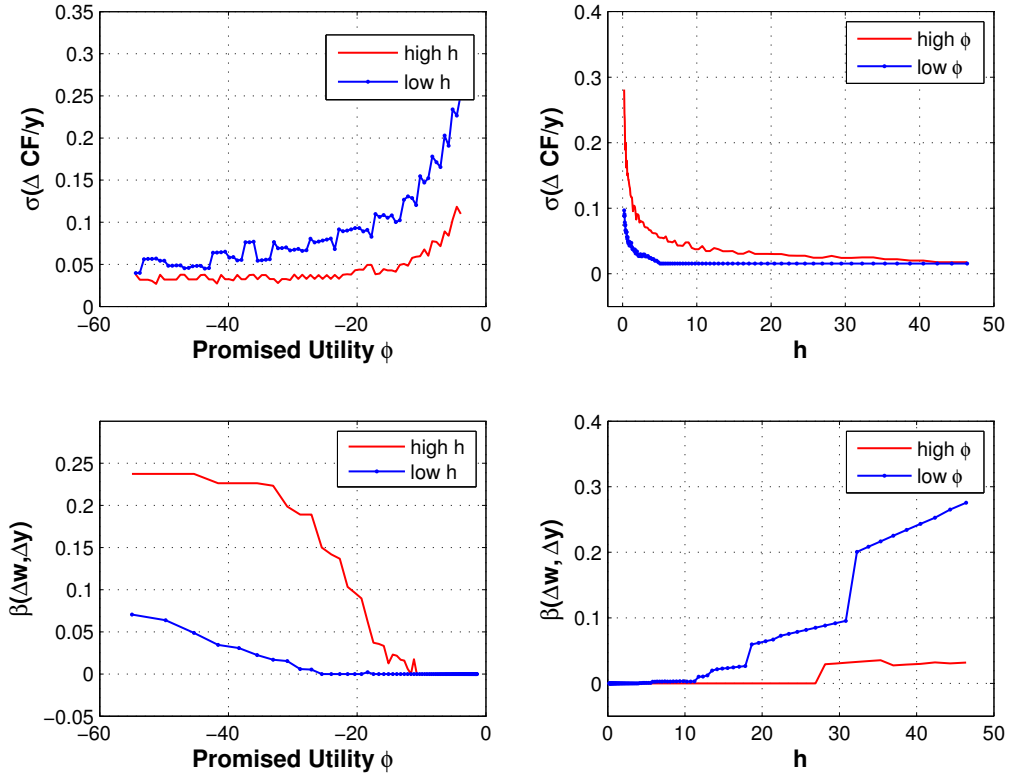 0.35
0.3
0.25
0.2
0.15
0.1
0.05
0
σ(Δ CF/y)
high h
low h
−60
−40
−20
0
Promised Utility ϕ
0.4
0.3
0.2
0.1
0
σ(Δ CF/y)
high ϕ
low ϕ
0
10
20
30
40
50
h
0.25
0.2
0.15
0.1
0.05
0
−0.05
β(Δw,Δy)
high h
low h
−60
−40
−20
0
Promised Utility ϕ
0.4
0.3
0.2
0.1
0
β(Δw, Δy)
high ϕ
low ϕ
0
10
20
30
40
50
h